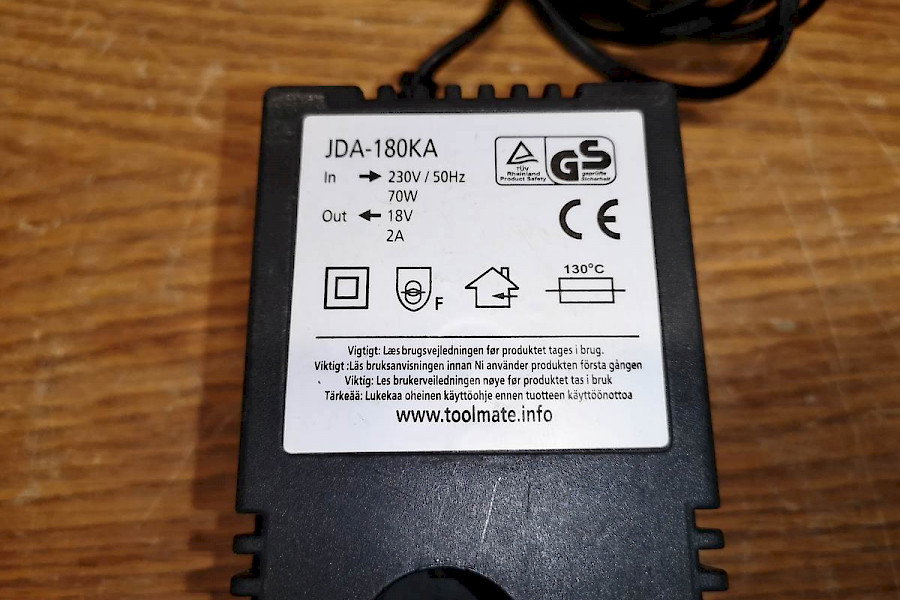 JDA-180KA
In → 230V / 50Hz
70W
Out ← 18V
2A
TÜV
Rheinland
Product Safety
GS
geprüfte
Sicherheit
CE
F
130°C
Vigtigt: Læs brugsvejledningen før produktet tages i brug.
Viktigt :Läs bruksanvisningen innan Ni använder produkten första gången
Viktig: Les brukerveiledningen nøye før produktet tas i bruk
Tärkeää: Lukekaa oheinen käyttöohje ennen tuotteen käyttöönottoa
www.toolmate.info